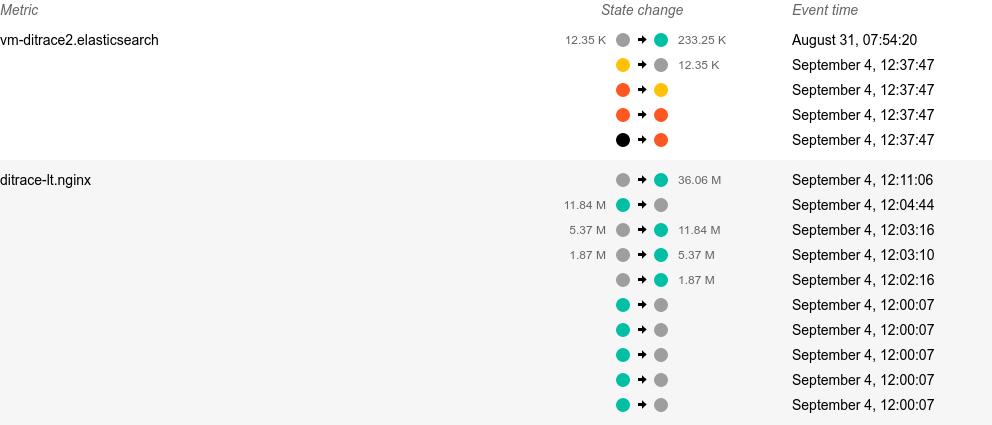 Metric State change Event time
vm-ditrace2.elasticsearch 12.35 K 233.25 K August 31, 07:54:20
12.35 K September 4, 12:37:47
September 4, 12:37:47
September 4, 12:37:47
September 4, 12:37:47
ditrace-lt.nginx 36.06 M September 4, 12:11:06
11.84 M September 4, 12:04:44
5.37 M 11.84 M September 4, 12:03:16
1.87 M 5.37 M September 4, 12:03:10
1.87 M September 4, 12:02:16
September 4, 12:00:07
September 4, 12:00:07
September 4, 12:00:07
September 4, 12:00:07
September 4, 12:00:07